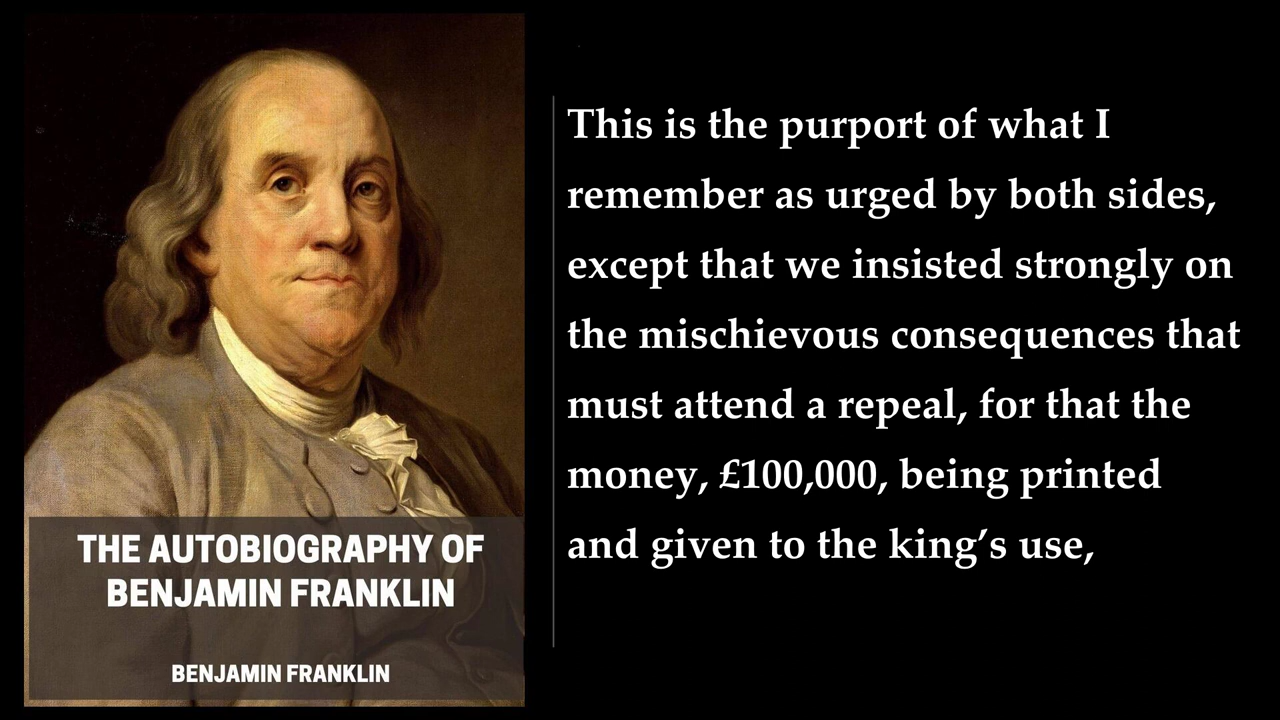 THE AUTOBIOGRAPHY OF
BENJAMIN FRANKLIN
BENJAMIN FRANKLIN
This is the purport of what I
remember as urged by both sides,
except that we insisted strongly on
the mischievous consequences that
must attend a repeal, for that the
money, £100,000, being printed
and given to the king’s use,